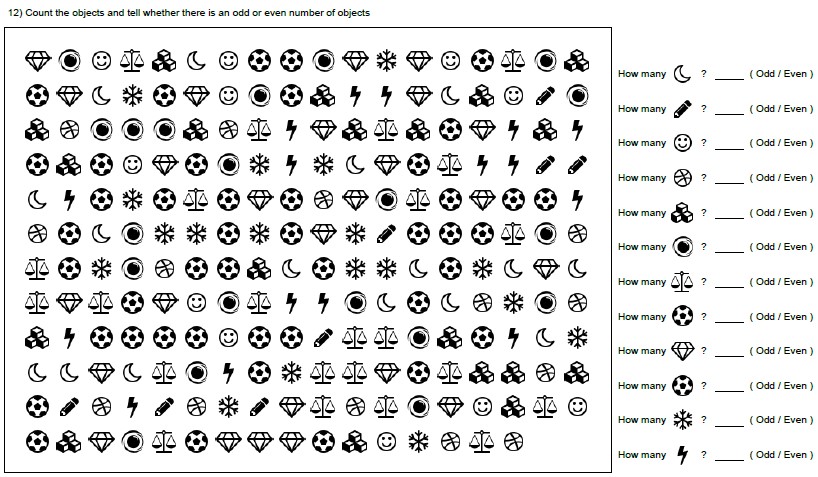 12) Count the objects and tell whether there is an odd or even number of objects
How many ? _____ ( Odd / Even )
How many ? _____ ( Odd / Even )
How many ? _____ ( Odd / Even )
How many ? _____ ( Odd / Even )
How many ? _____ ( Odd / Even )
How many ? _____ ( Odd / Even )
How many ? _____ ( Odd / Even )
How many ? _____ ( Odd / Even )
How many ? _____ ( Odd / Even )
How many ? _____ ( Odd / Even )
How many ? _____ ( Odd / Even )
How many ? _____ ( Odd / Even )